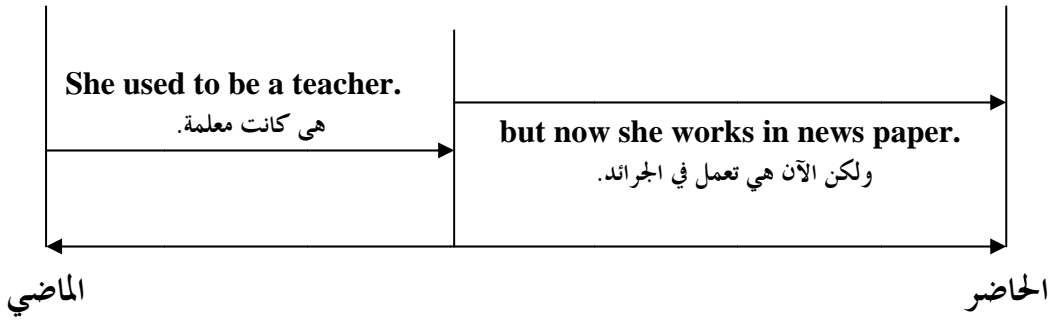 She used to be a teacher.
هى كانت معلمة.
but now she works in news paper.
ولكن الآن هي تعمل في الجرائد.
الماضي
الحاضر